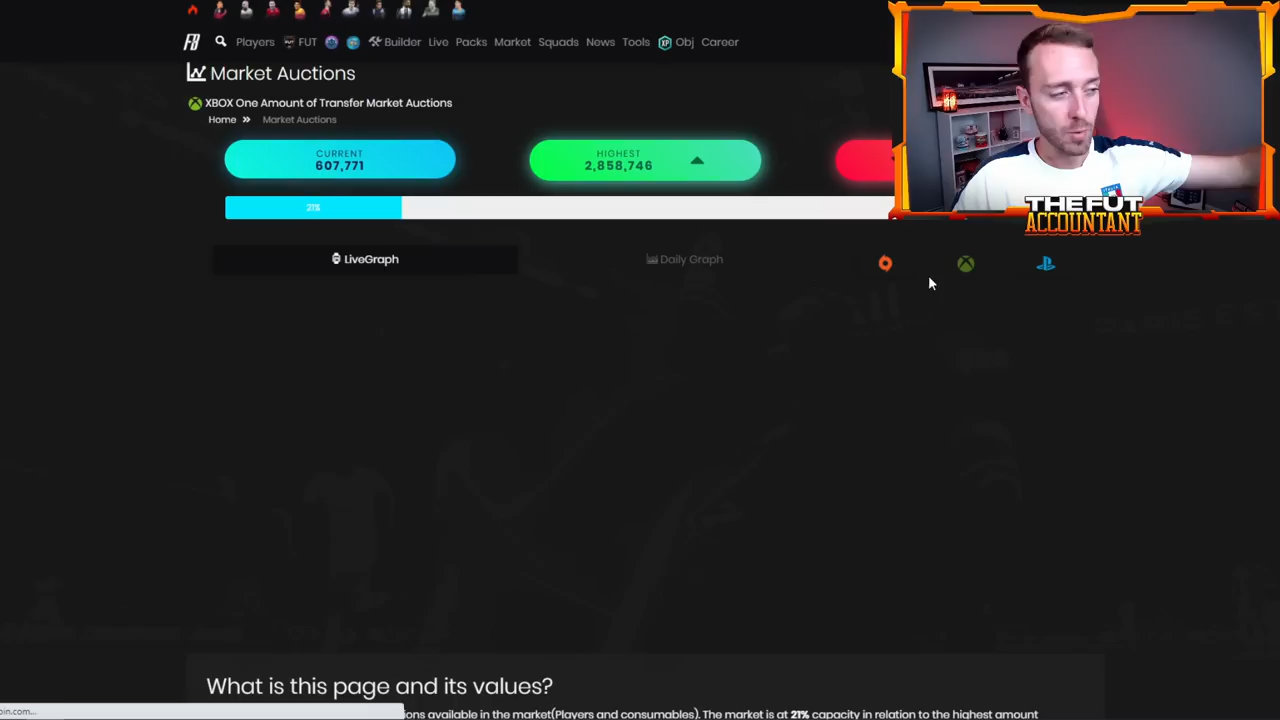 Players FUT Builder Live Packs Market Squads News Tools XP Obj Career
Market Auctions
XBOX One Amount of Transfer Market Auctions
Home » Market Auctions
CURRENT
607,771
HIGHEST
2,858,746
21%
THE FUT
ACCOUNTANT
LiveGraph
Daily Graph
What is this page and its values?
available in the market(Players and consumables). The market is at 21% capacity in relation to the highest amount